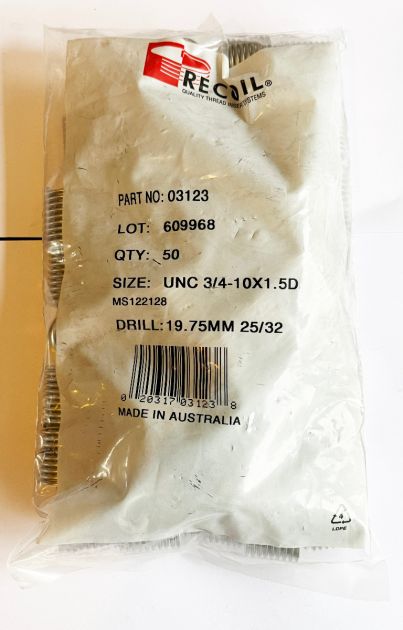 RECOIL®
QUALITY THREAD INSERT SYSTEMS
PART NO: 03123
LOT: 609968
QTY: 50
SIZE: UNC 3/4-10X1.5D
MS122128
DRILL: 19.75MM 25/32
0 20317 03123 8
MADE IN AUSTRALIA
4
LDPE